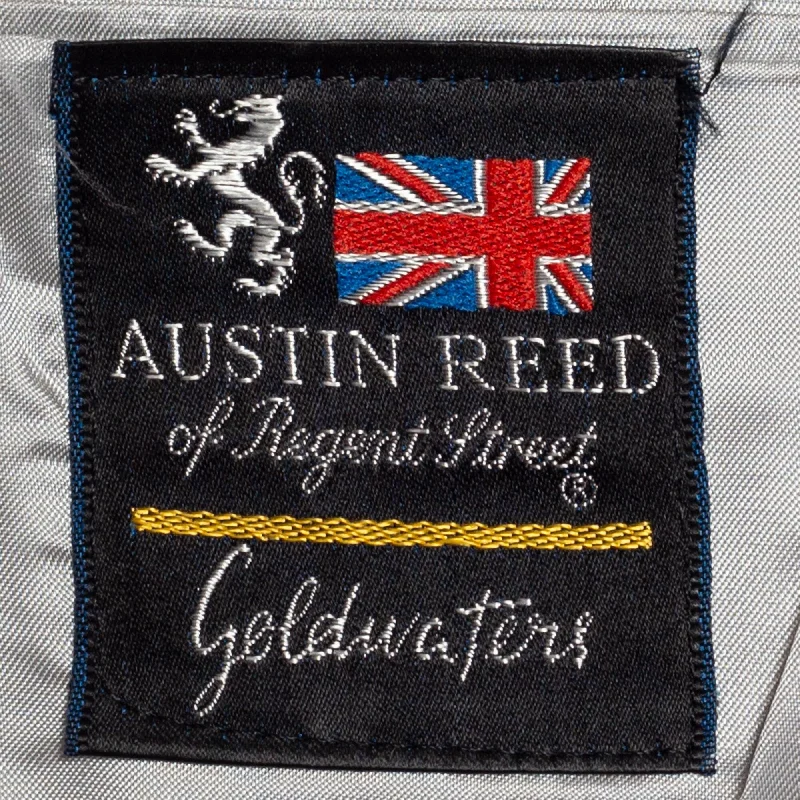 AUSTIN REED
of Regent Street
®
Goldwaters